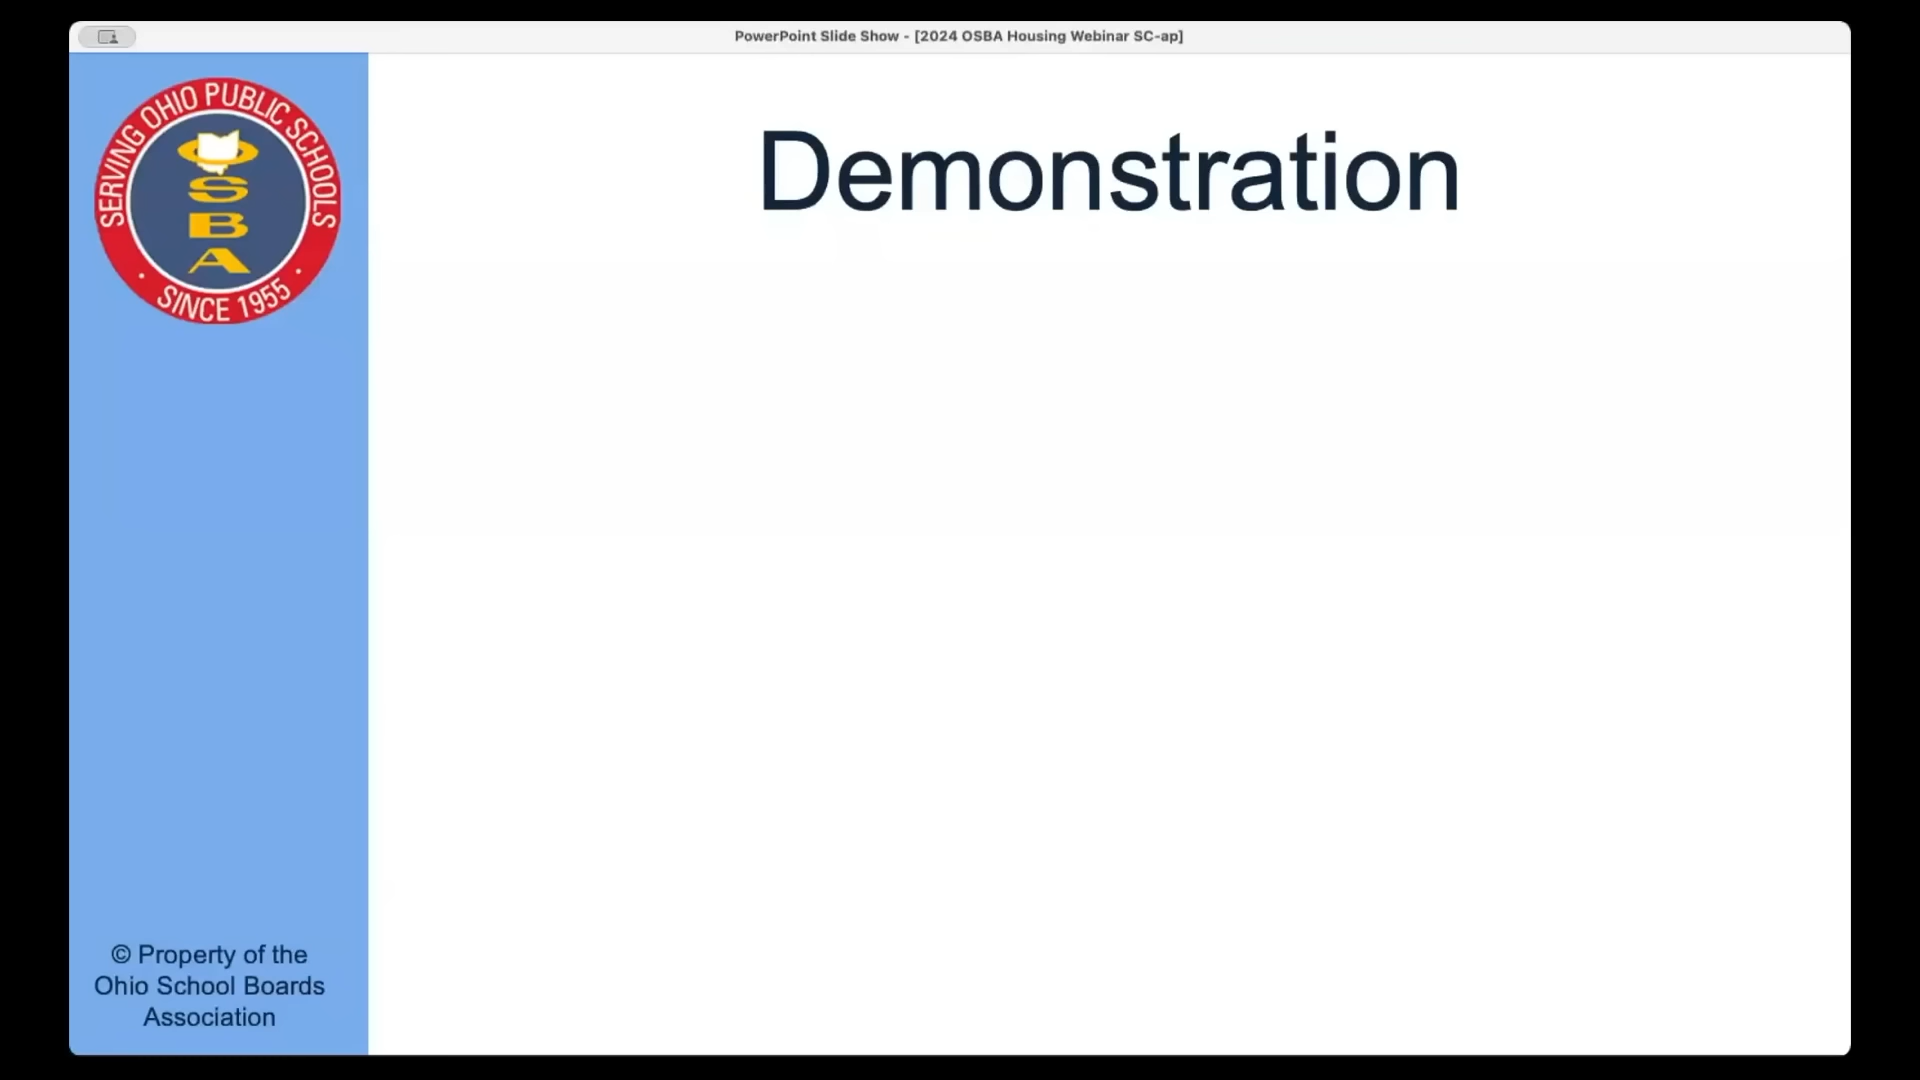 PowerPoint Slide Show - [2024 OSBA Housing Webinar SC-ap]
SERVING OHIO PUBLIC SCHOOLS
O
S
B
A
· SINCE 1955 ·
Demonstration
© Property of the
Ohio School Boards
Association